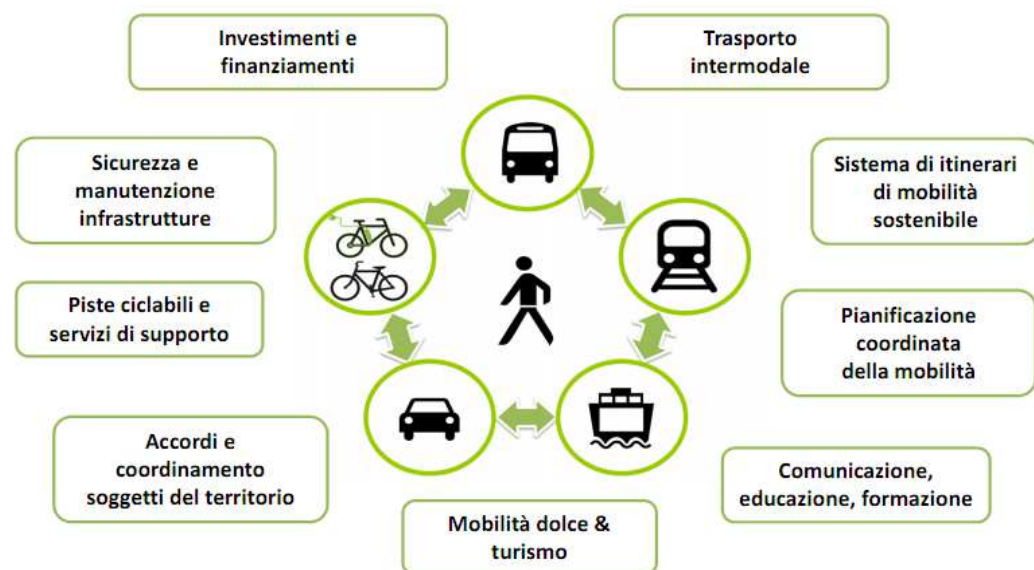 Investimenti e
finanziamenti
Trasporto
intermodale
Sicurezza e
manutenzione
infrastrutture
Sistema di itinerari
di mobilità
sostenibile
Piste ciclabili e
servizi di supporto
Pianificazione
coordinata
della mobilità
Accordi e
coordinamento
soggetti del territorio
Comunicazione,
educazione, formazione
Mobilità dolce &
turismo